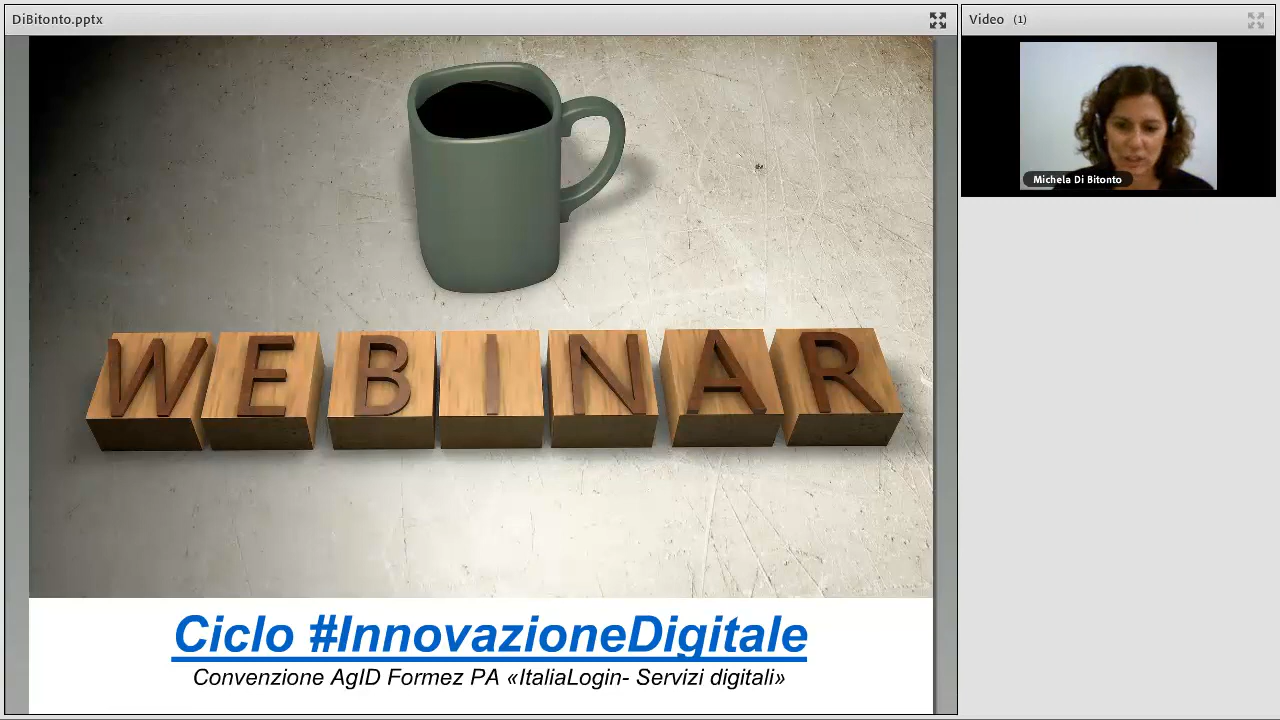 DiBitonto.pptx
Video (1)
Michela Di Bitonto
WEBINAR
Ciclo #InnovazioneDigitale
Convenzione AgID Formez PA «ItaliaLogin- Servizi digitali»